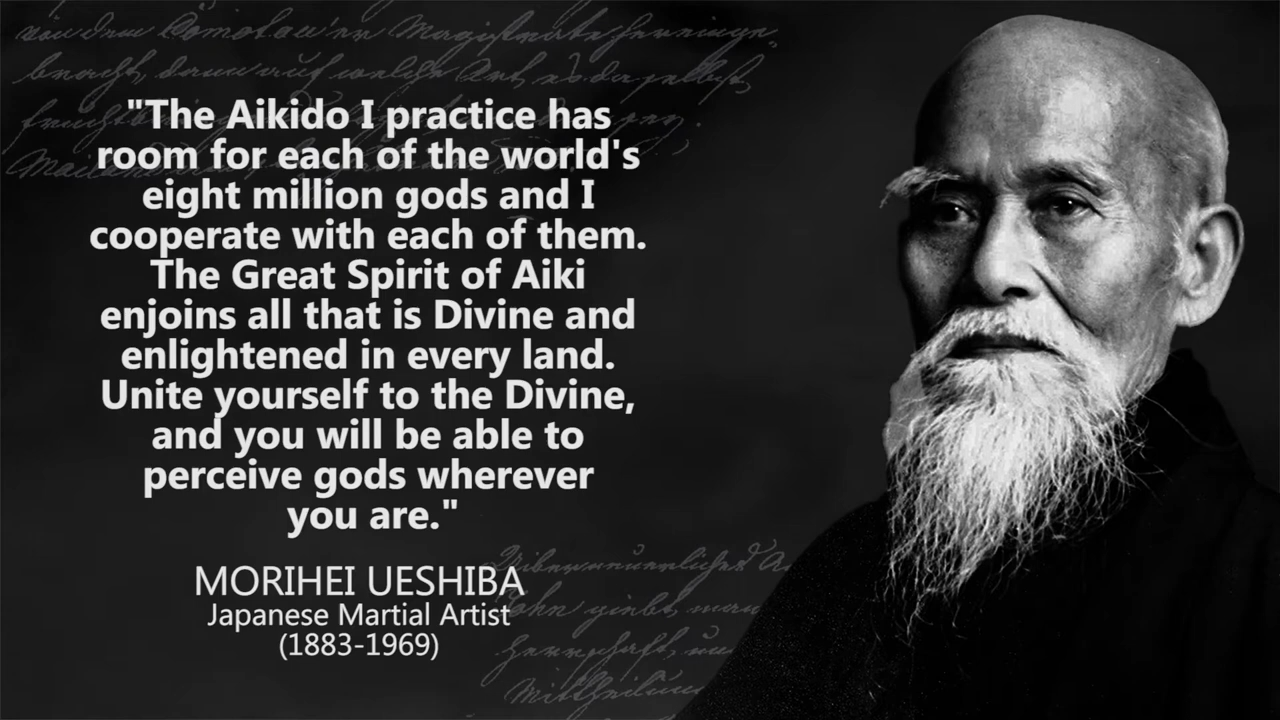 "The Aikido I practice has
room for each of the world's
eight million gods and I
cooperate with each of them.
The Great Spirit of Aiki
enjoins all that is Divine and
enlightened in every land.
Unite yourself to the Divine,
and you will be able to
perceive gods wherever
you are."
MORIHEI UESHIBA
Japanese Martial Artist
(1883-1969)